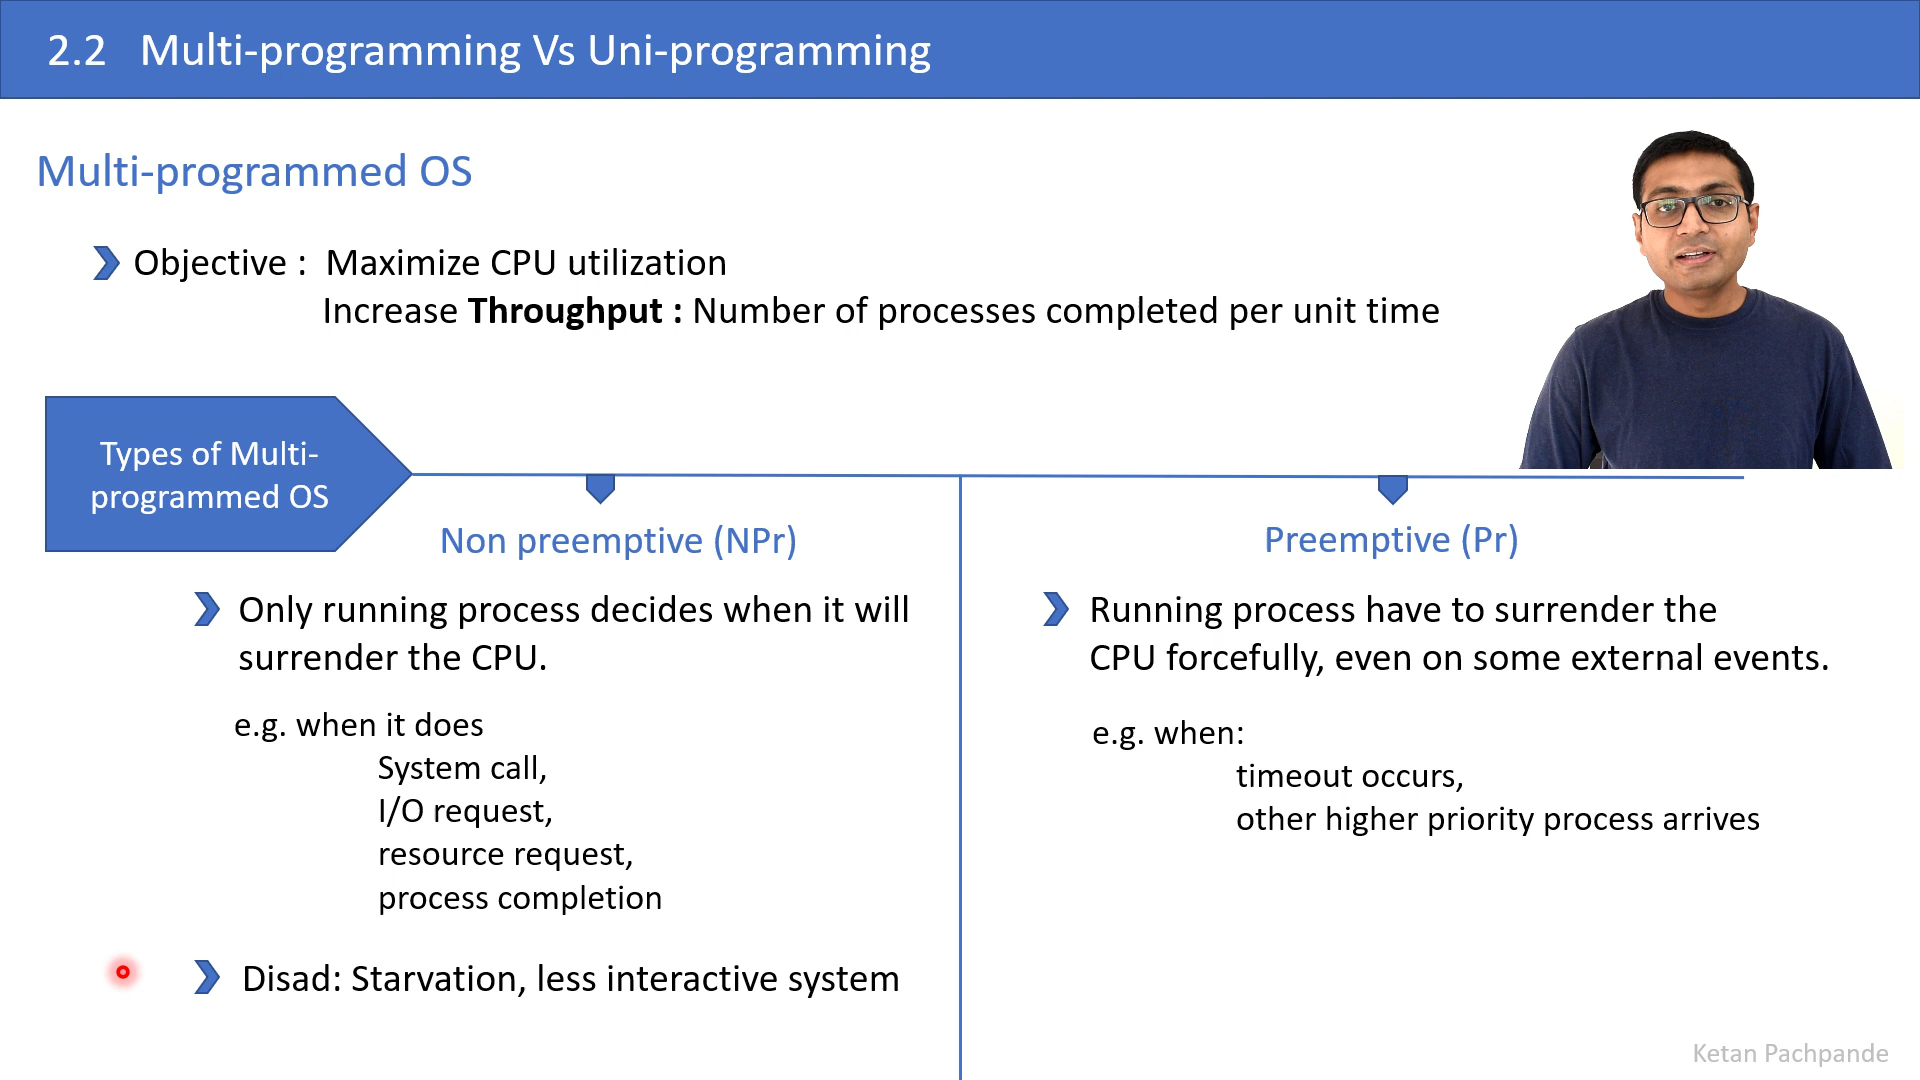 2.2 Multi-programming Vs Uni-programming
Multi-programmed OS
Objective : Maximize CPU utilization
Increase Throughput : Number of processes completed per unit time
Types of Multi-
programmed OS
Non preemptive (NPr)
Only running process decides when it will
surrender the CPU.
e.g. when it does
System call,
I/O request,
resource request,
process completion
Disad: Starvation, less interactive system
Preemptive (Pr)
Running process have to surrender the
CPU forcefully, even on some external events.
e.g. when:
timeout occurs,
other higher priority process arrives
Ketan Pachpande